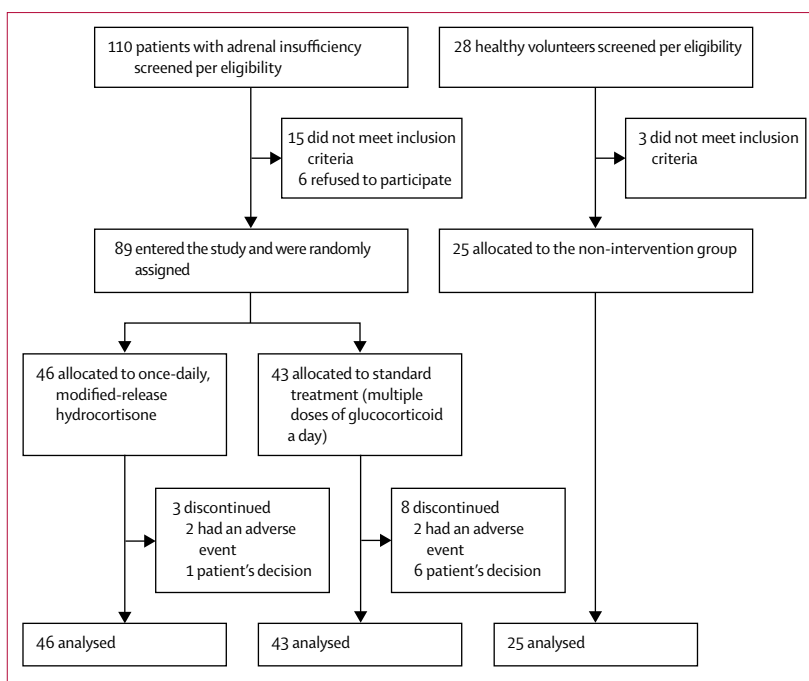 110 patients with adrenal insufficiency
screened per eligibility
28 healthy volunteers screened per eligibility
15 did not meet inclusion
criteria
6 refused to participate
3 did not meet inclusion
criteria
89 entered the study and were randomly
assigned
25 allocated to the non-intervention group
46 allocated to once-daily,
modified-release
hydrocortisone
43 allocated to standard
treatment (multiple
doses of glucocorticoid
a day)
3 discontinued
2 had an adverse
event
1 patient's decision
8 discontinued
2 had an adverse
event
6 patient's decision
46 analysed
43 analysed
25 analysed